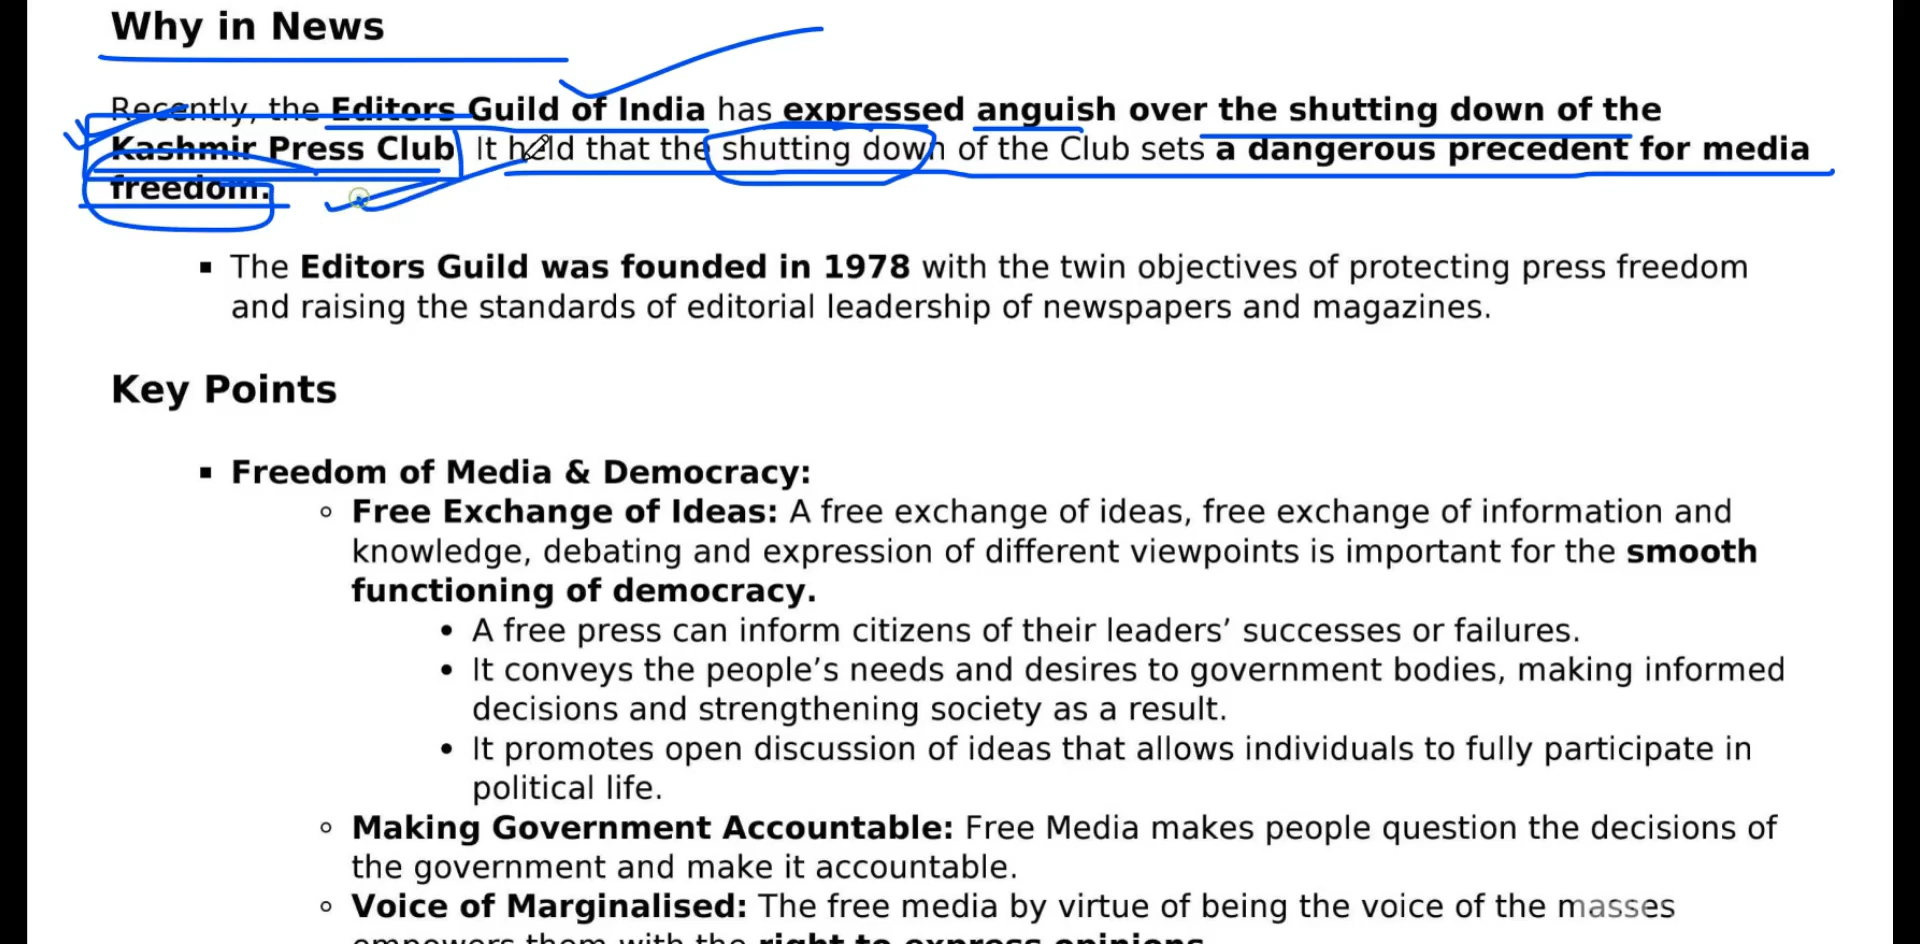 Why in News
Recently, the Editors Guild of India has expressed anguish over the shutting down of the
Kashmir Press Club It held that the shutting down of the Club sets a dangerous precedent for media
freedom.
▪ The Editors Guild was founded in 1978 with the twin objectives of protecting press freedom
and raising the standards of editorial leadership of newspapers and magazines.
Key Points
▪ Freedom of Media & Democracy:
◦ Free Exchange of Ideas: A free exchange of ideas, free exchange of information and
knowledge, debating and expression of different viewpoints is important for the smooth
functioning of democracy.
• A free press can inform citizens of their leaders’ successes or failures.
• It conveys the people’s needs and desires to government bodies, making informed
decisions and strengthening society as a result.
• It promotes open discussion of ideas that allows individuals to fully participate in
political life.
◦ Making Government Accountable: Free Media makes people question the decisions of
the government and make it accountable.
◦ Voice of Marginalised: The free media by virtue of being the voice of the masses
empowers them with the right to express opinions.